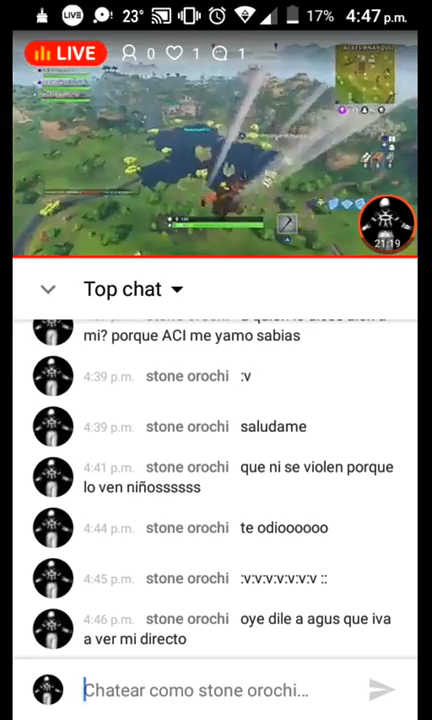 LIVE 23° 17% 4:47 p.m.
LIVE 0 1 1
21:19
Top chat
mi? porque ACI me yamo sabias
4:39 p.m. stone orochi :v
4:39 p.m. stone orochi saludame
4:41 p.m. stone orochi que ni se violen porque
lo ven niñossssss
4:44 p.m. stone orochi te odioooooo
4:45 p.m. stone orochi :v:v:v:v:v:v:v ::
4:46 p.m. stone orochi oye dile a agus que iva
a ver mi directo
Chatear como stone orochi...